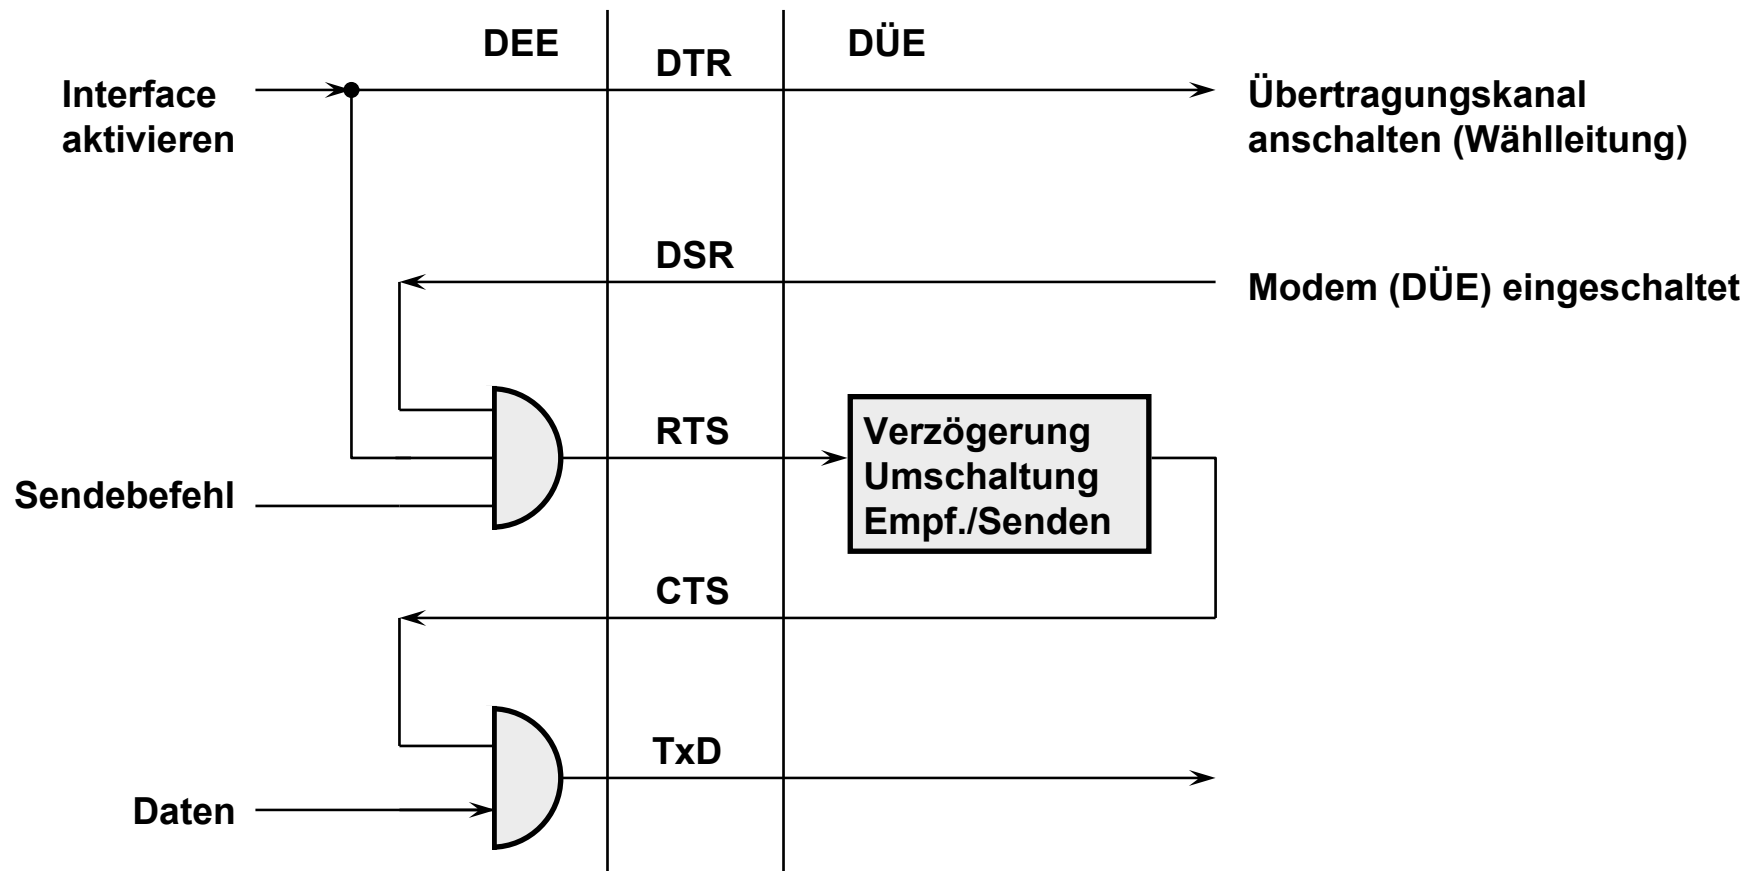 DEE
DÜE
DTR
Interface
aktivieren
Übertragungskanal
anschalten (Wählleitung)
DSR
Modem (DÜE) eingeschaltet
RTS
Verzögerung
Umschaltung
Empf./Senden
Sendebefehl
CTS
TxD
Daten